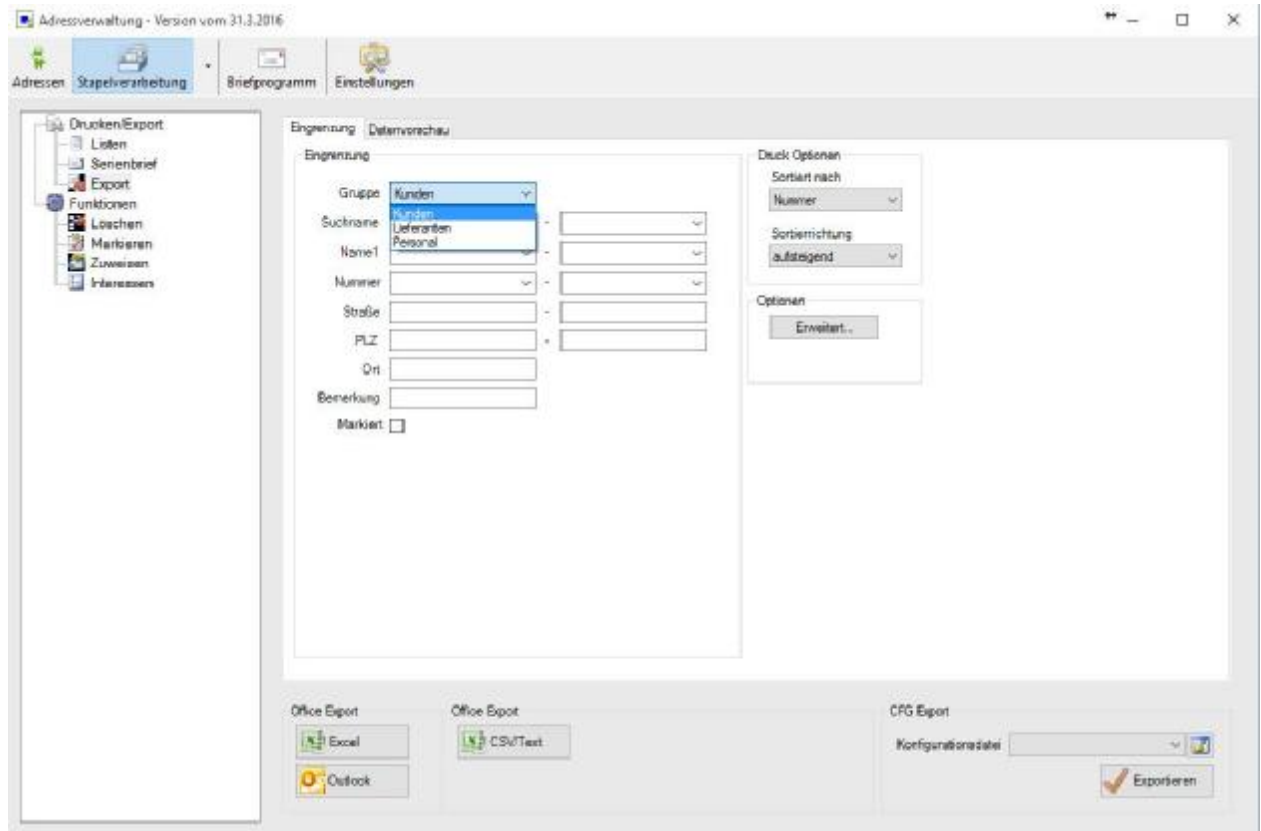 Adressverwaltung - Version vom 31.3.2016
Adressen Stapelverarbeitung Briefprogramm Einstellungen
Drucken/Export
Listen
Serienbrief
Export
Funktionen
Löschen
Markieren
Zuweisen
Interessen
Eingrenzung Datenvorschau
Eingrenzung
Gruppe Kunden
Kunden
Lieferanten
Personal
Suchname -
Name1 -
Nummer -
Straße -
PLZ -
Ort
Bemerkung
Markiert
Druck Optionen
Sortiert nach
Nummer
Sortierrichtung
aufsteigend
Optionen
Erweitert...
Office Export
Excel
Outlook
Office Export
CSV/Text
CFG Export
Konfigurationsdatei
Exportieren